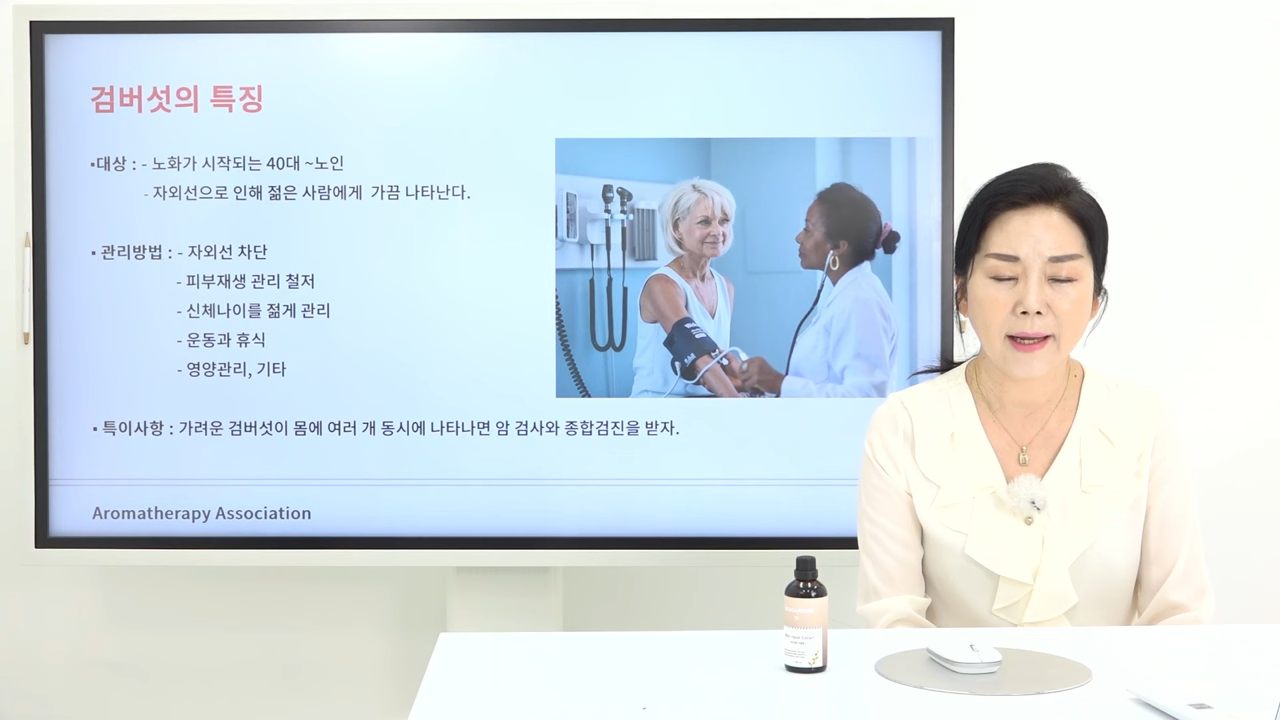 검버섯의 특징
▪대상 : - 노화가 시작되는 40대 ~노인
- 자외선으로 인해 젊은 사람에게 가끔 나타난다.
▪관리방법 : - 자외선 차단
- 피부재생 관리 철저
- 신체나이를 젊게 관리
- 운동과 휴식
- 영양관리, 기타
▪ 특이사항 : 가려운 검버섯이 몸에 여러 개 동시에 나타나면 암 검사와 종합검진을 받자.
Aromatherapy Association